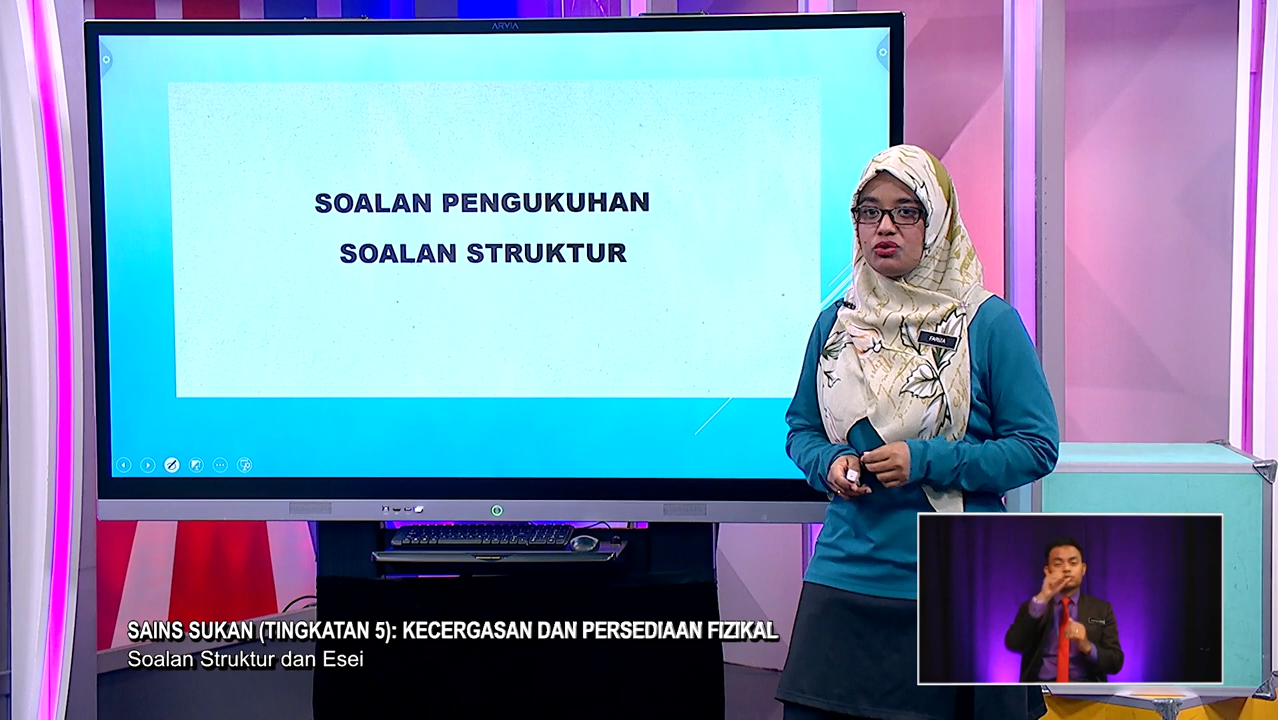 ARVIA
SOALAN PENGUKUHAN
SOALAN STRUKTUR
FARIZA
SAINS SUKAN (TINGKATAN 5): KECERGASAN DAN PERSEDIAAN FIZIKAL
Soalan Struktur dan Esei